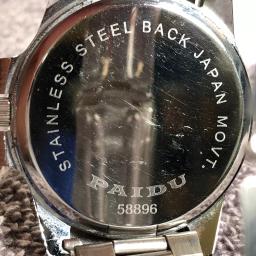 STAINLESS STEEL BACK JAPAN MOVT.
PAIDU
58896